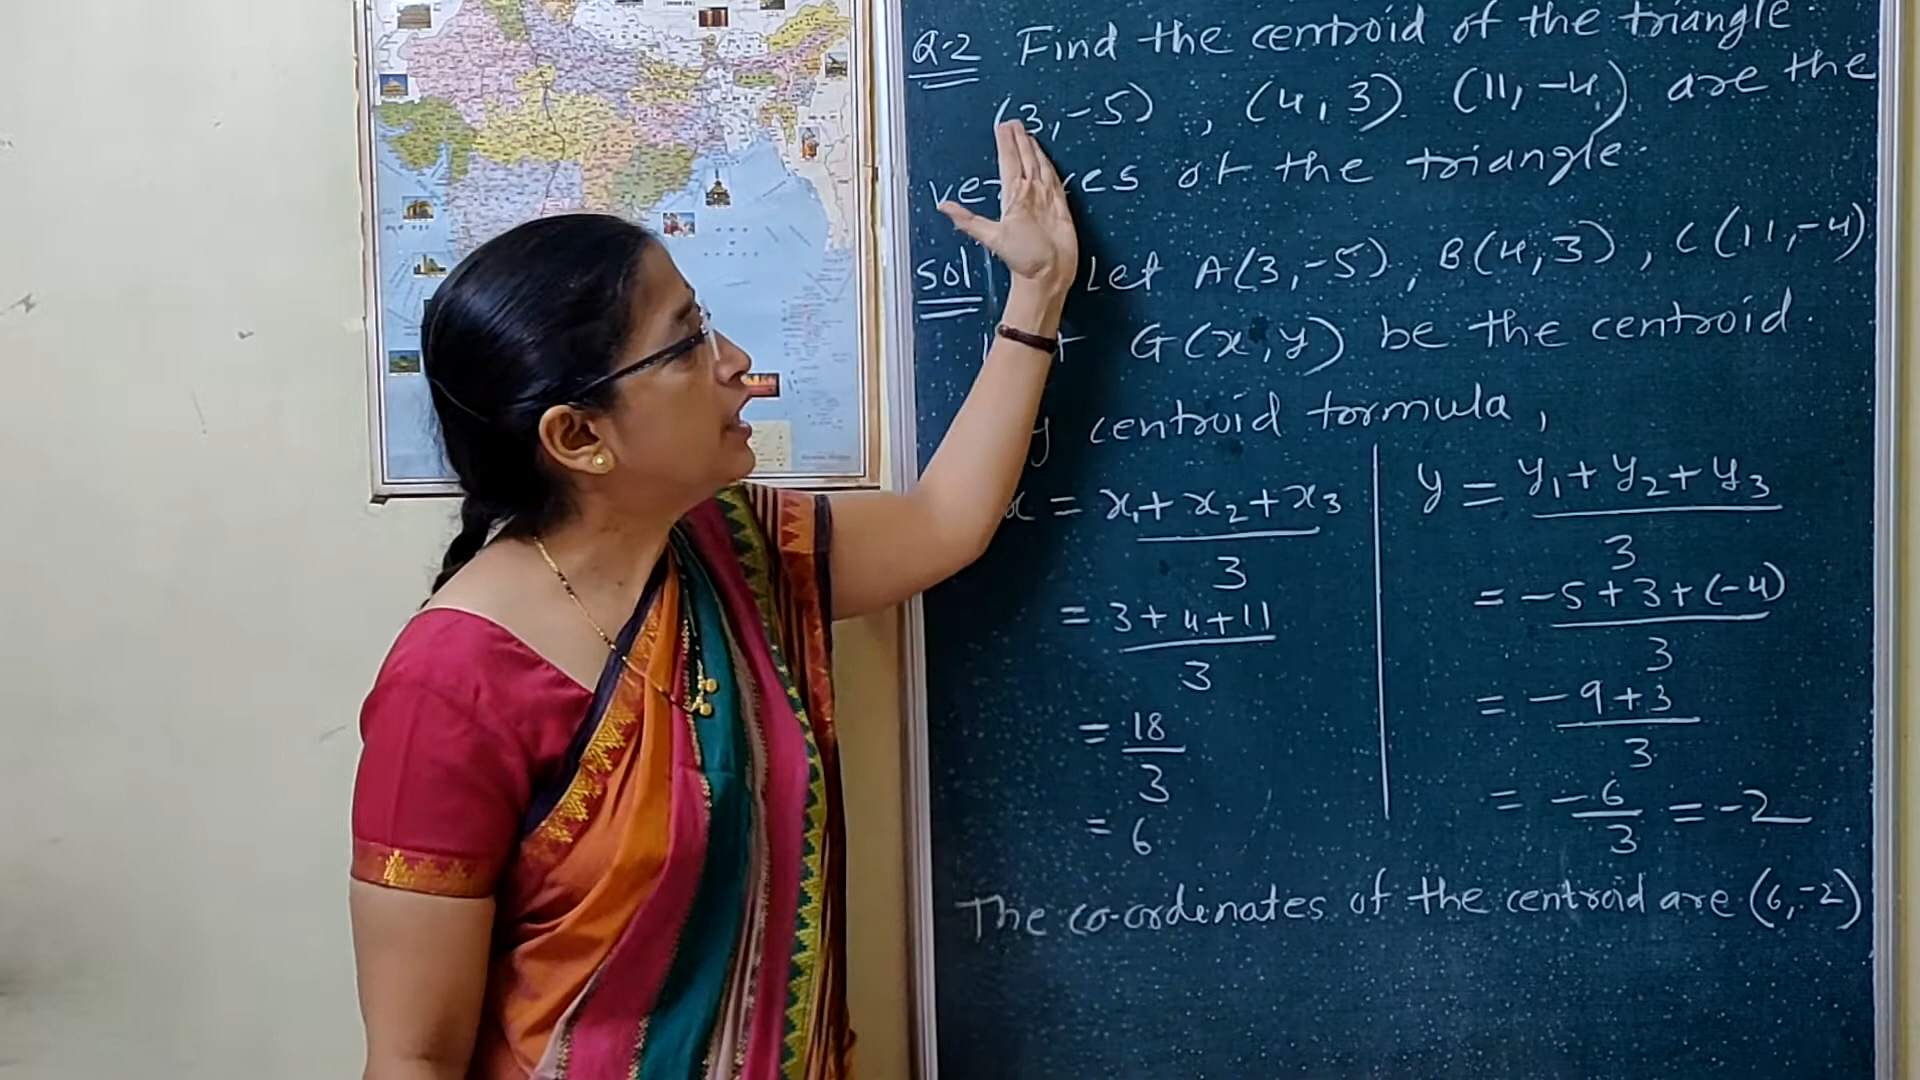 Q-2 Find the centroid of the triangle.
(3,-5) , (4,3) (11,-4) are the
of the triangle.
Sol Let A(3,-5), B(4,3), C(11,-4)
G(x,y) be the centroid.
centroid formula,
x = x₁+x₂+x₃/3
= 3+4+11/3
= 18/3
= 6
y = y₁+y₂+y₃/3
= -5+3+(-4)/3
= -9+3/3
= -6/3 = -2
The co-ordinates of the centroid are (6,-2)